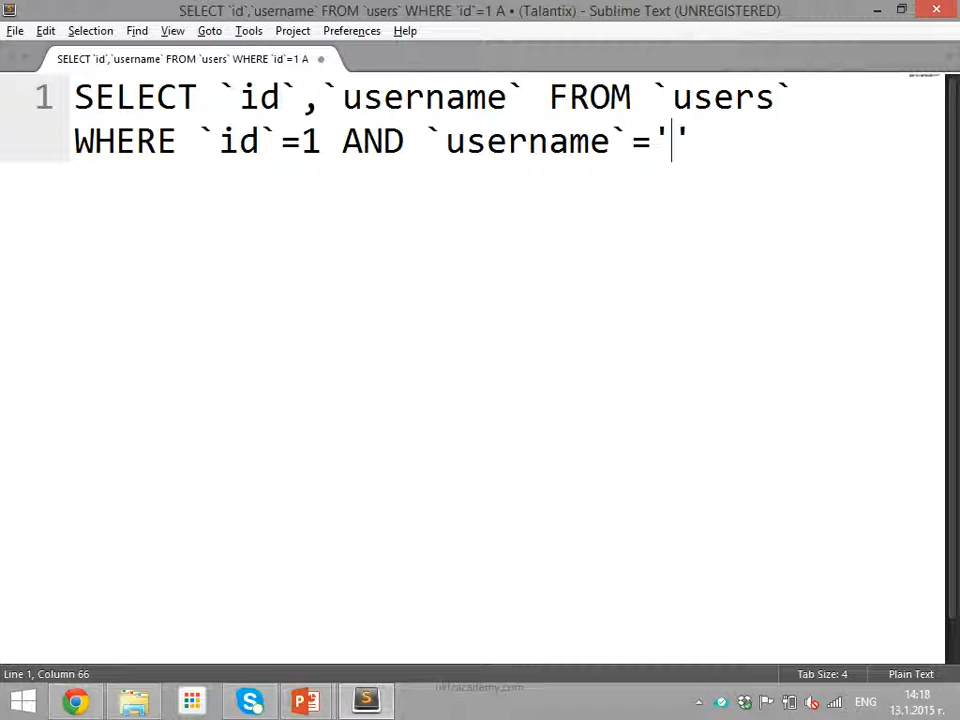 SELECT `id`,`username` FROM `users` WHERE `id`=1 A • (Talantix) - Sublime Text (UNREGISTERED)
File Edit Selection Find View Goto Tools Project Preferences Help
SELECT `id`,`username` FROM `users` WHERE `id`=1 A
1 SELECT `id`,`username` FROM `users`
WHERE `id`=1 AND `username`=''
Line 1, Column 66 Tab Size: 4 Plain Text
ENG 14:18
13.1.2015 г.